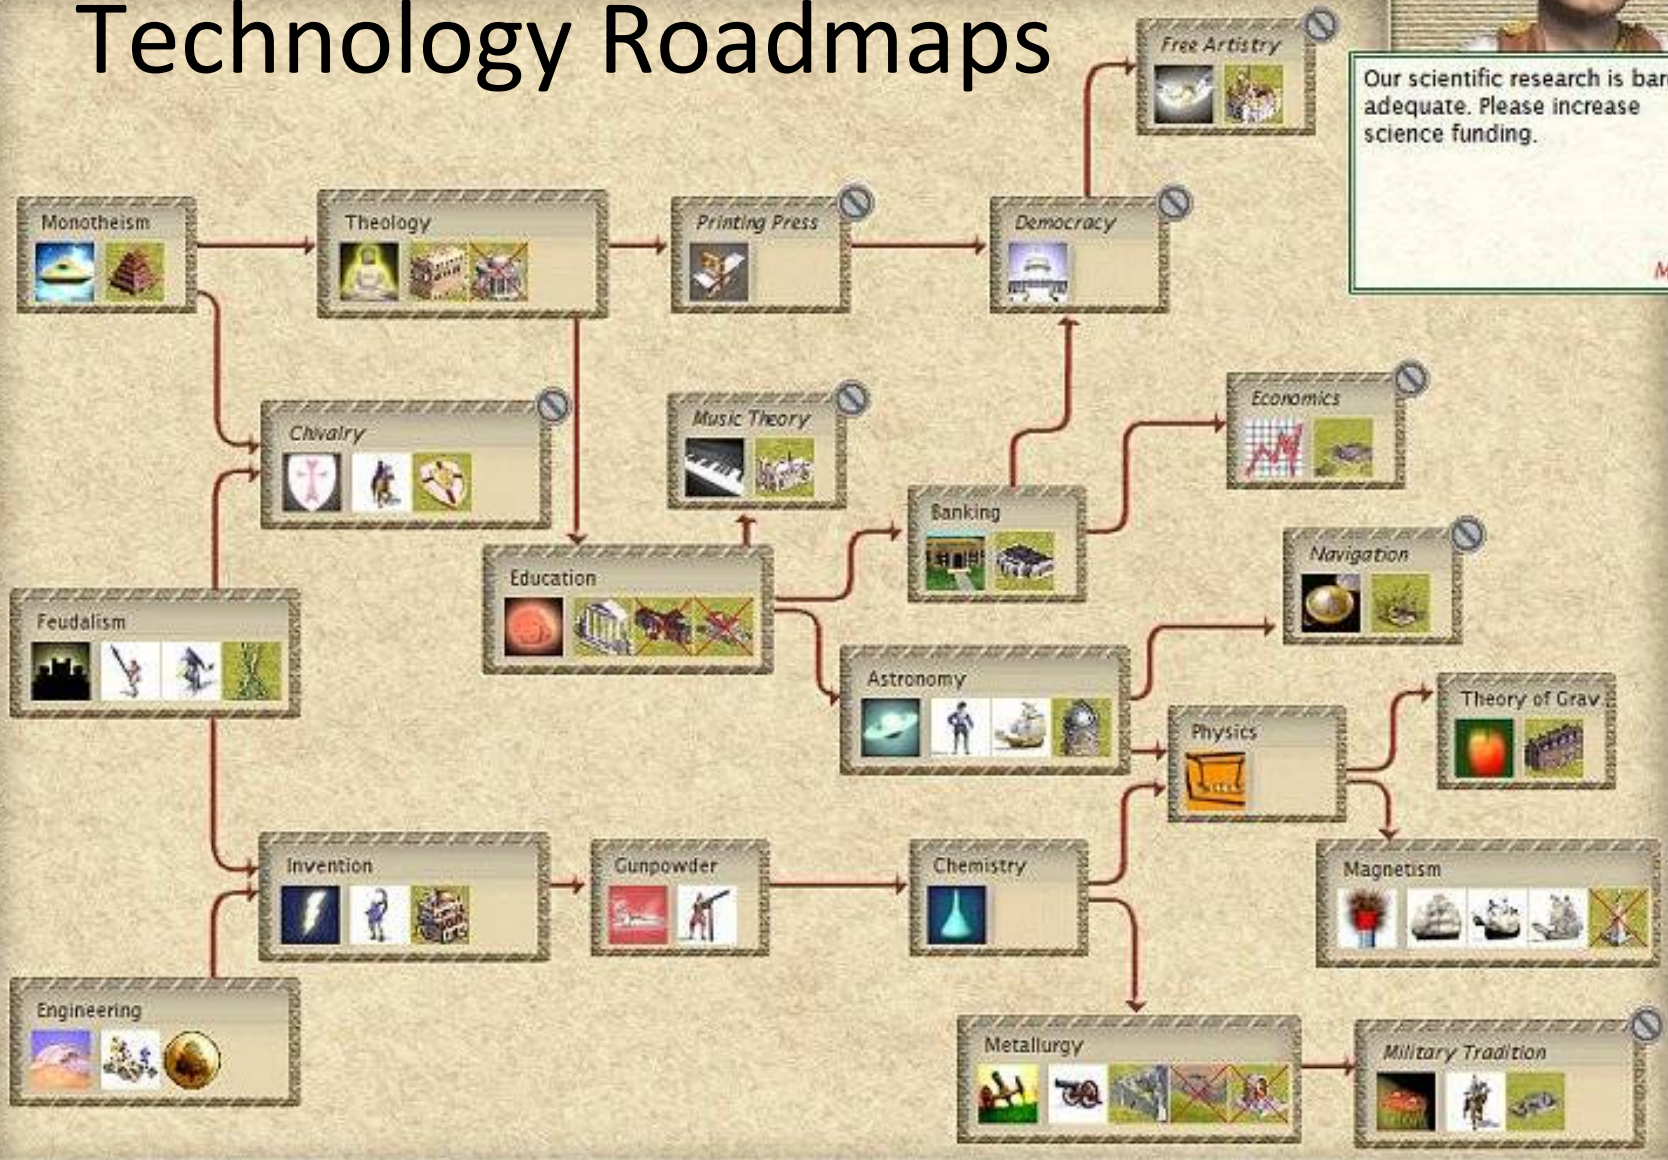 Technology Roadmaps
Free Artistry
Our scientific research is
adequate. Please increase
science funding.
Monotheism
Theology
Printing Press
Democracy
Chivalry
Music Theory
Economics
Banking
Navigation
Education
Feudalism
Astronomy
Theory of Grav
Physics
Invention
Gunpowder
Chemistry
Magnetism
Engineering
Metallurgy
Military Tradition